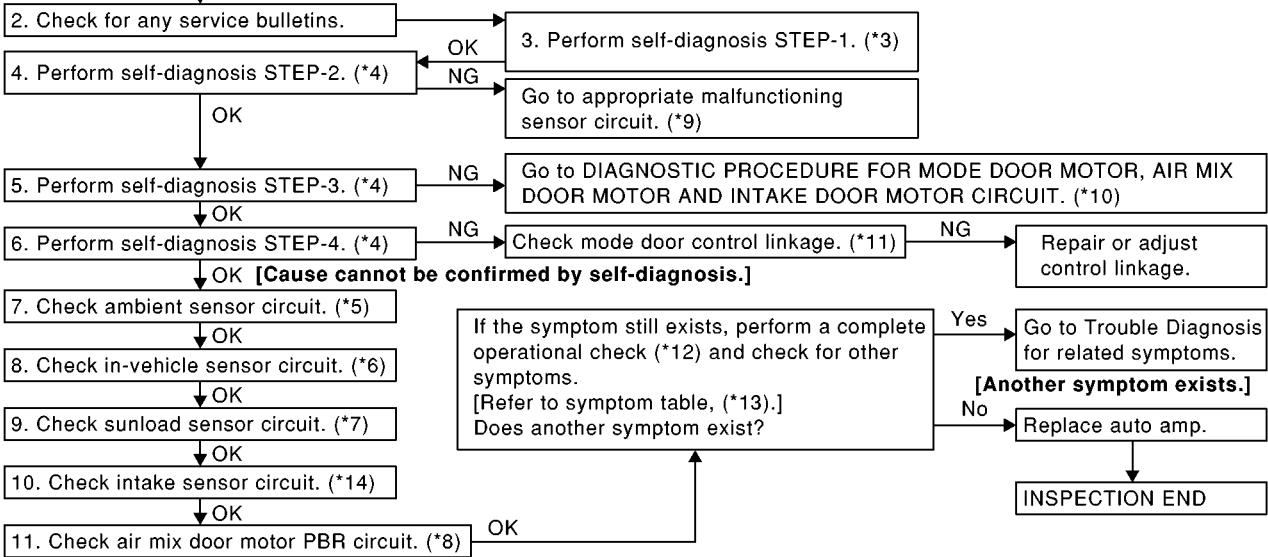 2. Check for any service bulletins.
3. Perform self-diagnosis STEP-1. (*3)
OK
4. Perform self-diagnosis STEP-2. (*4)
NG
Go to appropriate malfunctioning
sensor circuit. (*9)
OK
5. Perform self-diagnosis STEP-3. (*4)
NG
Go to DIAGNOSTIC PROCEDURE FOR MODE DOOR MOTOR, AIR MIX
DOOR MOTOR AND INTAKE DOOR MOTOR CIRCUIT. (*10)
OK
6. Perform self-diagnosis STEP-4. (*4)
NG
Check mode door control linkage. (*11)
NG
Repair or adjust
control linkage.
OK [Cause cannot be confirmed by self-diagnosis.]
7. Check ambient sensor circuit. (*5)
OK
8. Check in-vehicle sensor circuit. (*6)
OK
9. Check sunload sensor circuit. (*7)
OK
10. Check intake sensor circuit. (*14)
OK
11. Check air mix door motor PBR circuit. (*8)
OK
If the symptom still exists, perform a complete
operational check (*12) and check for other
symptoms.
[Refer to symptom table, (*13).]
Does another symptom exist?
Yes
Go to Trouble Diagnosis
for related symptoms.
[Another symptom exists.]
No
Replace auto amp.
INSPECTION END